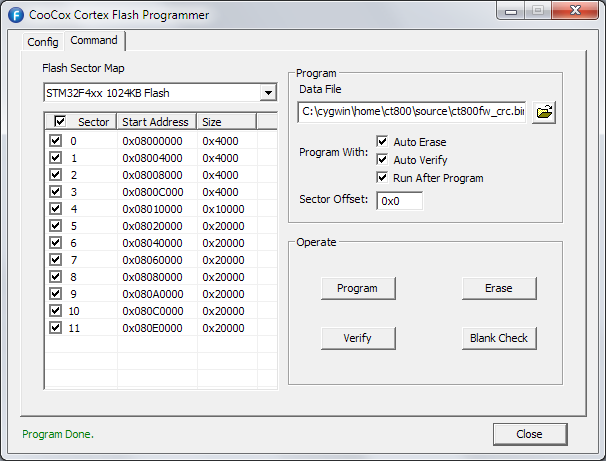 CooCox Cortex Flash Programmer
Config Command
Flash Sector Map
STM32F4xx 1024KB Flash
Sector Start Address Size
0 0x08000000 0x4000
1 0x08004000 0x4000
2 0x08008000 0x4000
3 0x0800C000 0x4000
4 0x08010000 0x10000
5 0x08020000 0x20000
6 0x08040000 0x20000
7 0x08060000 0x20000
8 0x08080000 0x20000
9 0x080A0000 0x20000
10 0x080C0000 0x20000
11 0x080E0000 0x20000
Program
Data File
C:\cygwin\home\ct800\source\ct800fw_crc.bin
Program With:
Auto Erase
Auto Verify
Run After Program
Sector Offset: 0x0
Operate
Program Erase
Verify Blank Check
Program Done.
Close